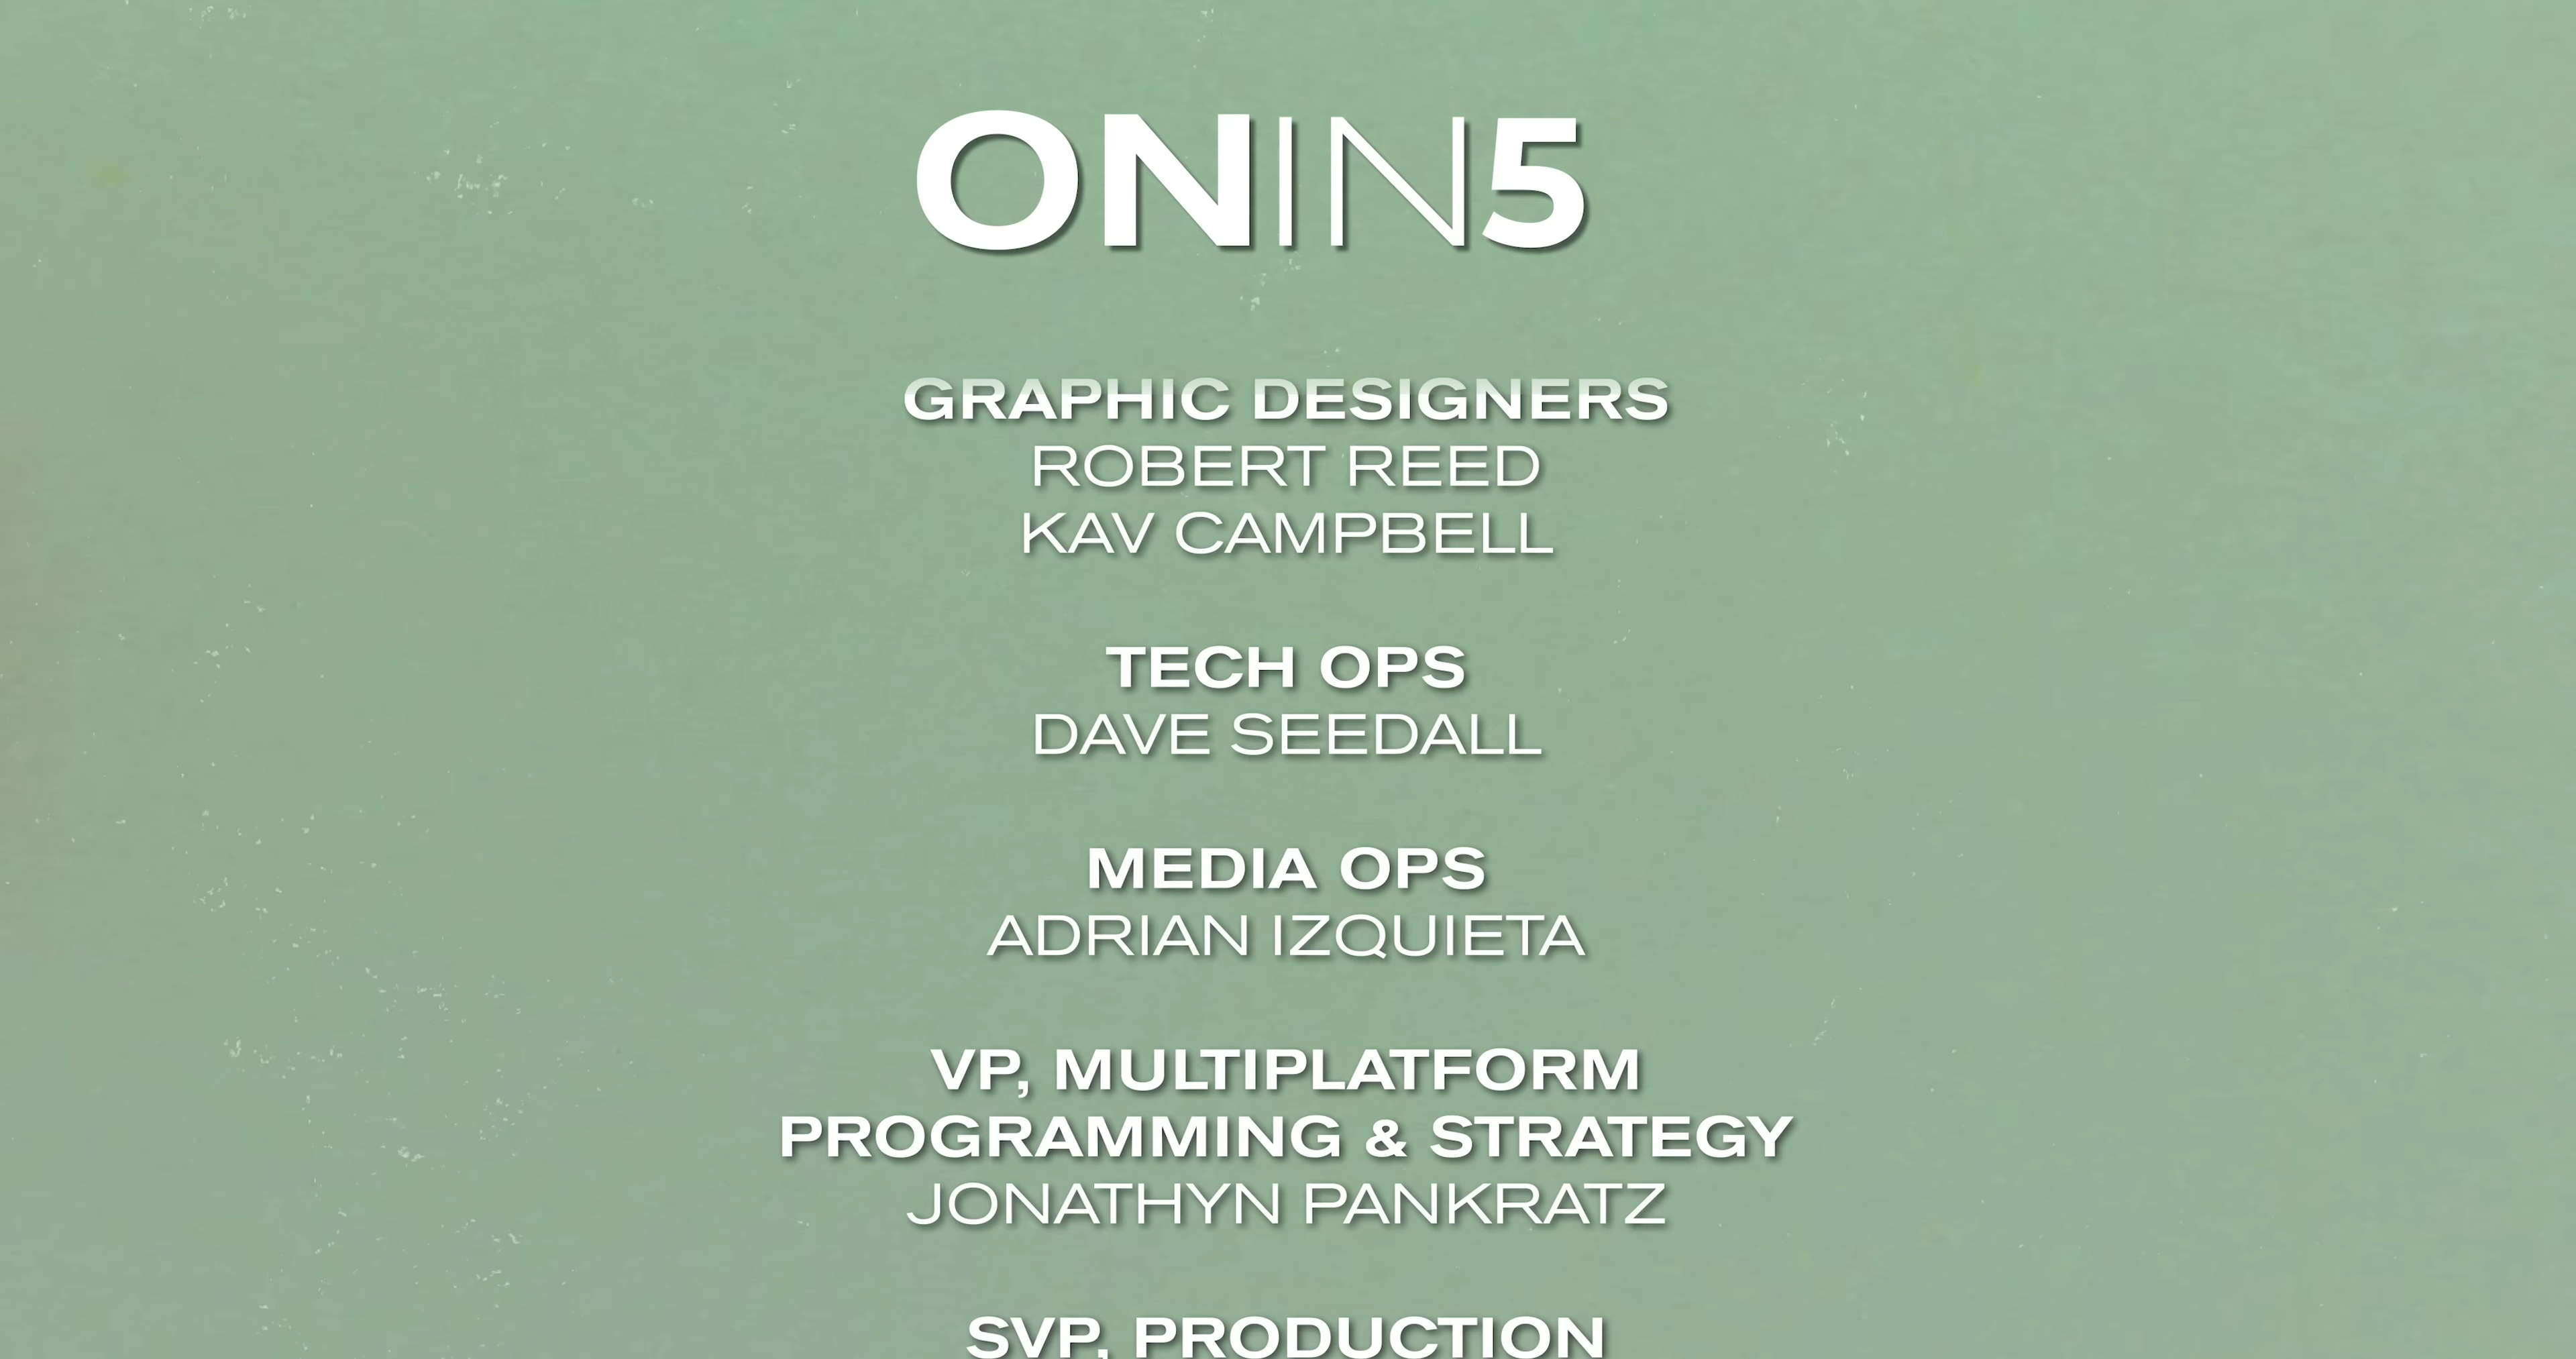 ONIN5
GRAPHIC DESIGNERS
ROBERT REED
KAV CAMPBELL
TECH OPS
DAVE SEEDALL
MEDIA OPS
ADRIAN IZQUIETA
VP, MULTIPLATFORM
PROGRAMMING & STRATEGY
JONATHYN PANKRATZ
SVP, PRODUCTION